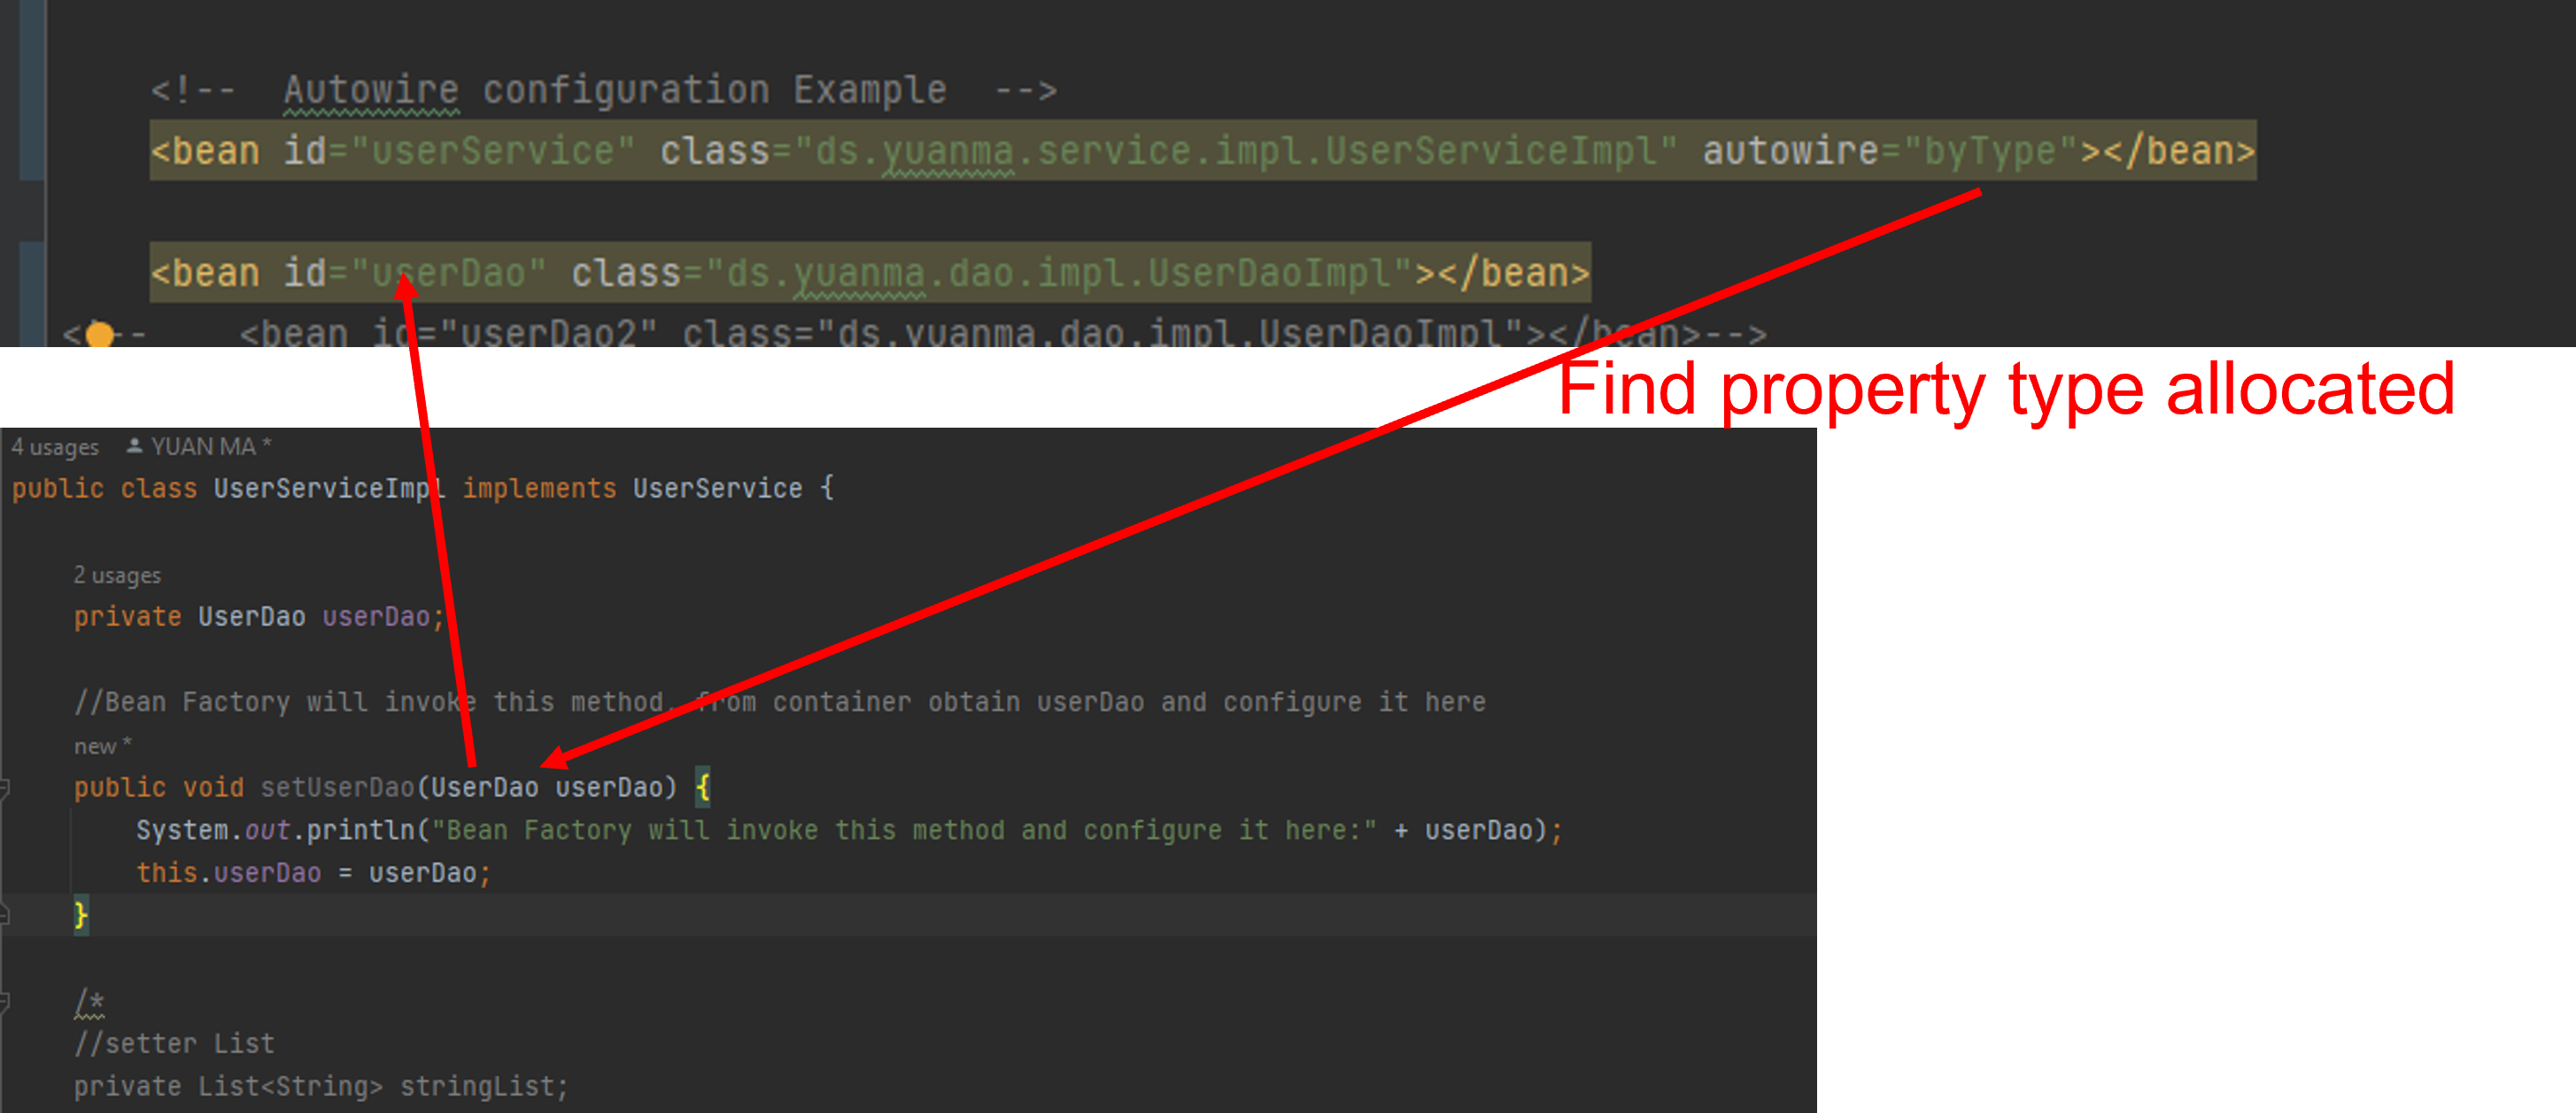 <!--  Autowire configuration Example  -->
<bean id="userService" class="ds.yuanma.service.impl.UserServiceImpl" autowire="byType"></bean>
<bean id="userDao" class="ds.yuanma.dao.impl.UserDaoImpl"></bean>
<!--    <bean id="userDao2" class="ds.yuanma.dao.impl.UserDaoImpl"></bean>-->
Find property type allocated
4 usages YUAN MA *
public class UserServiceImpl implements UserService {
2 usages
private UserDao userDao;
//Bean Factory will invoke this method, from container obtain userDao and configure it here
new *
public void setUserDao(UserDao userDao) {
System.out.println("Bean Factory will invoke this method and configure it here:" + userDao);
this.userDao = userDao;
}
/*
//setter List
private List<String> stringList;